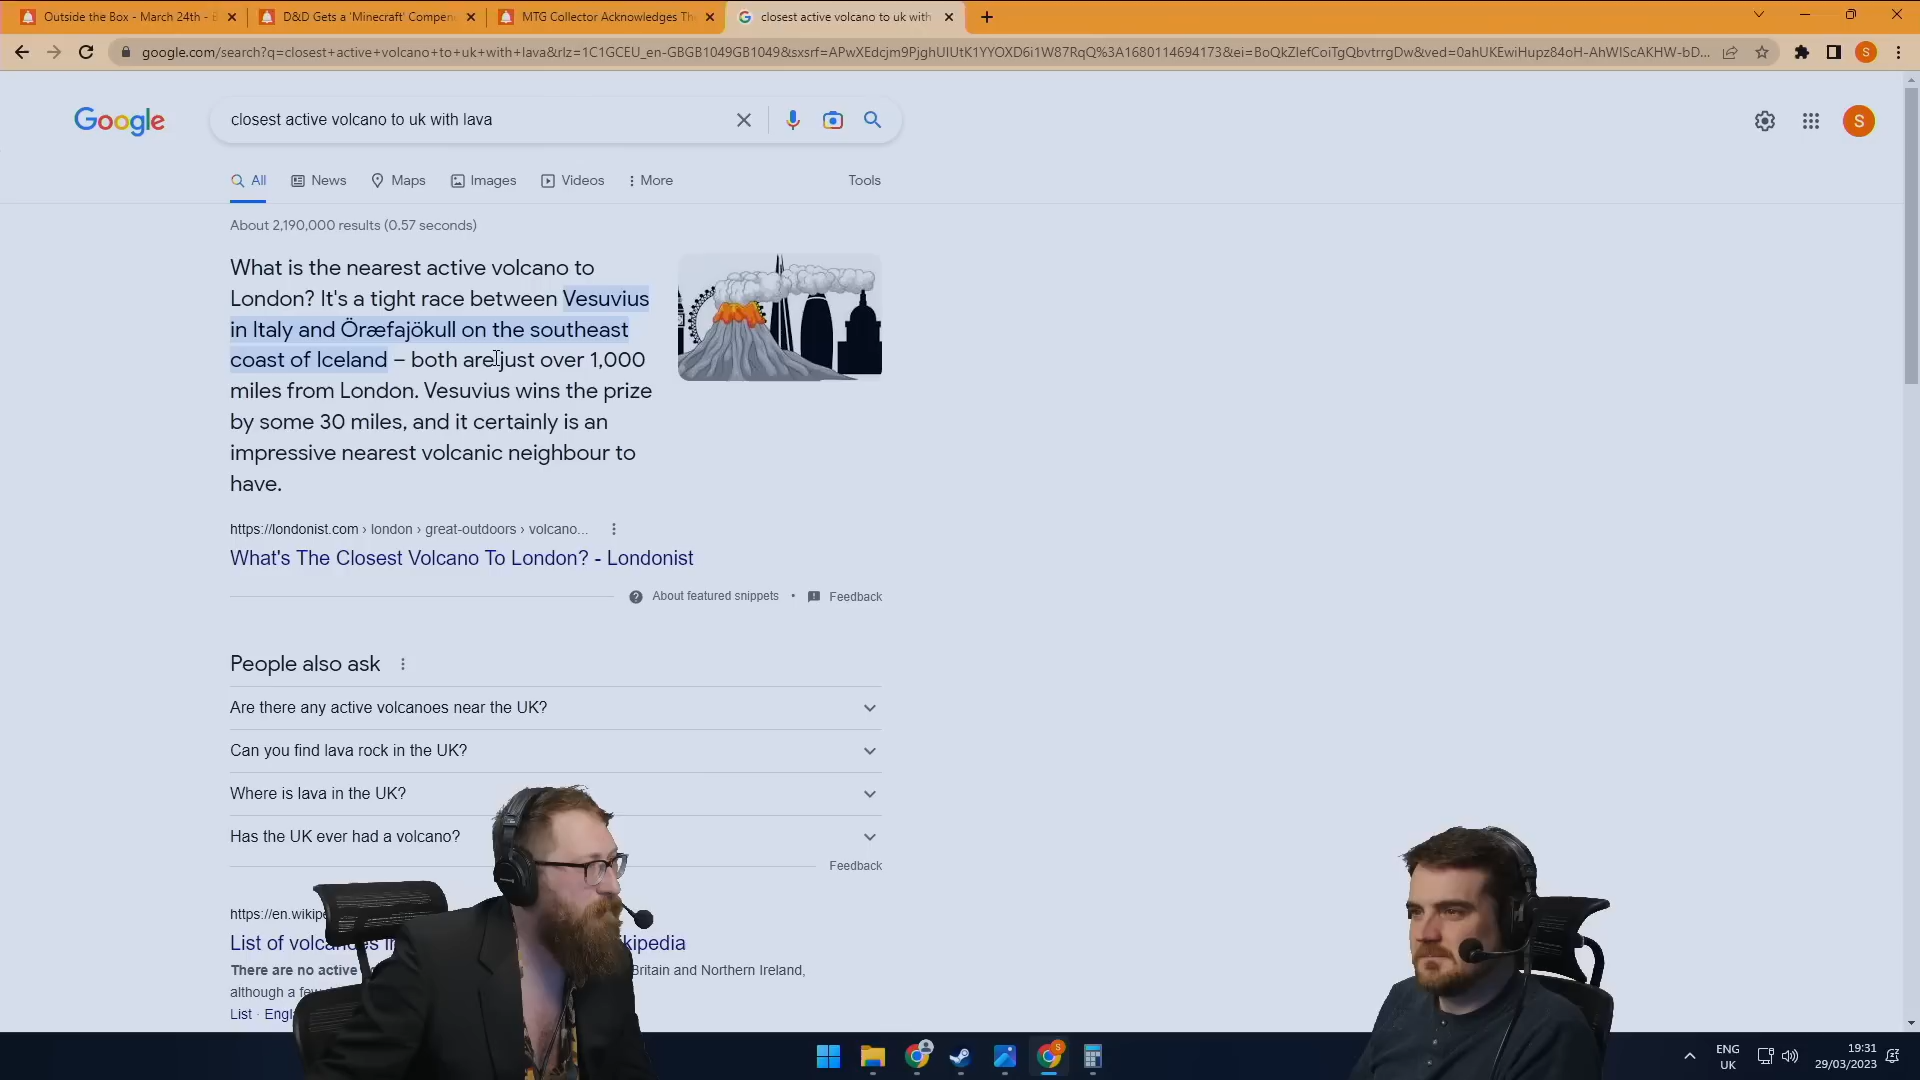 Outside the Box - March 24th -
D&D Gets a 'Minecraft' Compen
MTG Collector Acknowledges Th
closest active volcano to uk with
google.com/search?q=closest+active+volcano+to+uk+with+lava&rlz=1C1GCEU_en-GBGB1049GB1049&sxsrf=APwXEdcjm9PjghUIUtK1YYOXD6i1W87RqQ%3A1680114694173&ei=BoQkZIefCoiTgQbvtrrgDw&ved=0ahUKEwiHupz84oH-AhWIScAKHW-bD...
Google
closest active volcano to uk with lava
S
All
News
Maps
Images
Videos
More
Tools
About 2,190,000 results (0.57 seconds)
What is the nearest active volcano to
London? It's a tight race between Vesuvius
in Italy and Öræfajökull on the southeast
coast of Iceland – both are just over 1,000
miles from London. Vesuvius wins the prize
by some 30 miles, and it certainly is an
impressive nearest volcanic neighbour to
have.
https://londonist.com › london › great-outdoors › volcano...
What's The Closest Volcano To London? - Londonist
About featured snippets • Feedback
People also ask
Are there any active volcanoes near the UK?
Can you find lava rock in the UK?
Where is lava in the UK?
Has the UK ever had a volcano?
Feedback
https://en.wikipe
List of volcanoes i kipedia
There are no active Britain and Northern Ireland,
although a few
List · Engl
ENG
UK
19:31
29/03/2023